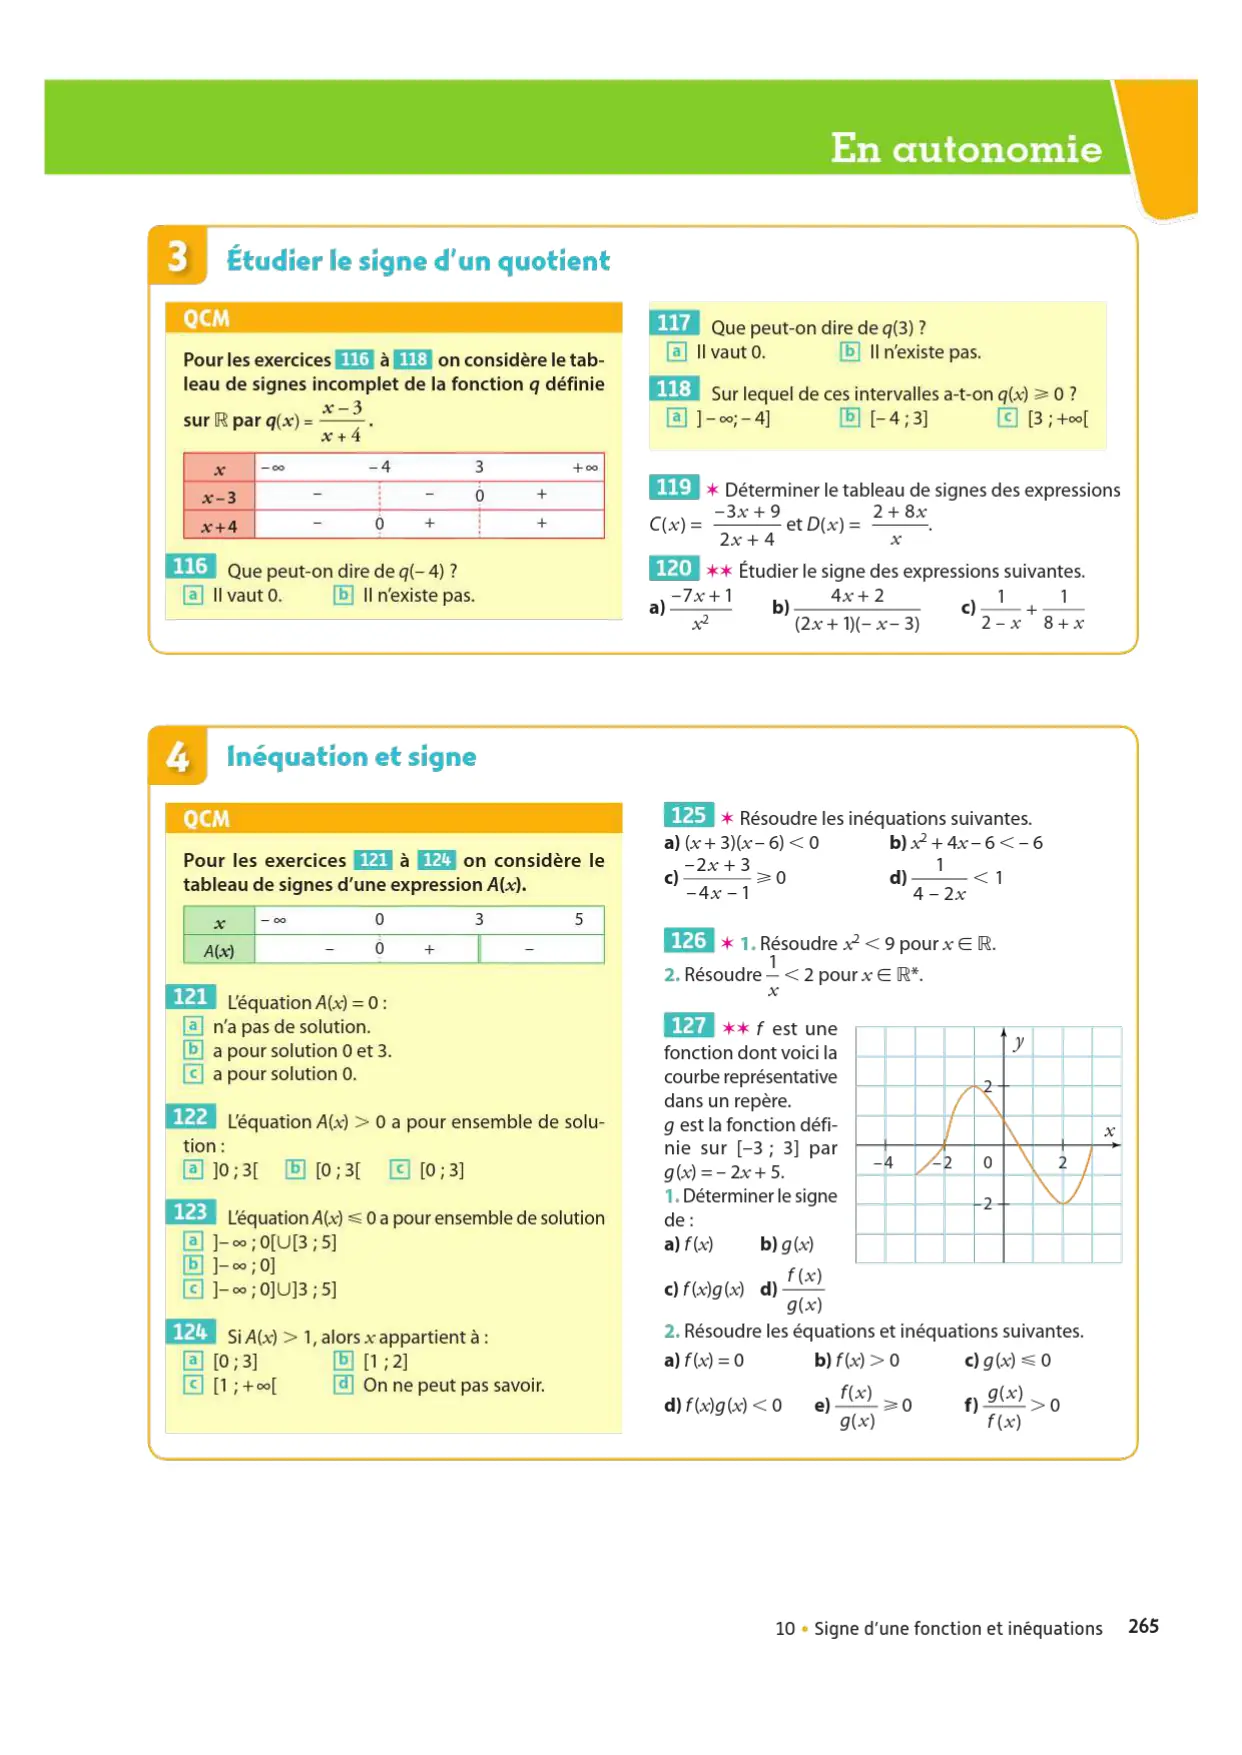 En autonomie
3 Étudier le signe d'un quotient
QCM
Pour les exercices 116 à 118 on considère le tab-
leau de signes incomplet de la fonction q définie
sur ℝ par q(x) = (x – 3)/(x + 4).
x –∞ –4 3 +∞
x–3 – – 0 +
x+4 – 0 + +
116 Que peut-on dire de q(– 4) ?
a Il vaut 0. b Il n'existe pas.
117 Que peut-on dire de q(3) ?
a Il vaut 0. b Il n'existe pas.
118 Sur lequel de ces intervalles a-t-on q(x) ⩾ 0 ?
a ] – ∞; – 4] b [– 4 ; 3] c [3 ; +∞[
119 ✶ Déterminer le tableau de signes des expressions
C(x) = (–3x + 9)/(2x + 4) et D(x) = (2 + 8x)/x.
120 ✶✶ Étudier le signe des expressions suivantes.
a) (–7x + 1)/x² b) (4x + 2)/((2x + 1)(– x – 3)) c) 1/(2 – x) + 1/(8 + x)
4 Inéquation et signe
QCM
Pour les exercices 121 à 124 on considère le
tableau de signes d'une expression A(x).
x – ∞ 0 3 5
A(x) – 0 + –
121 L'équation A(x) = 0 :
a n'a pas de solution.
b a pour solution 0 et 3.
c a pour solution 0.
122 L'équation A(x) > 0 a pour ensemble de solu-
tion :
a ]0 ; 3[ b [0 ; 3[ c [0 ; 3]
123 L'équation A(x) ⩽ 0 a pour ensemble de solution
a ]– ∞ ; 0[∪[3 ; 5]
b ]– ∞ ; 0]
c ]– ∞ ; 0]∪]3 ; 5]
124 Si A(x) > 1, alors x appartient à :
a [0 ; 3] b [1 ; 2]
c [1 ; +∞[ d On ne peut pas savoir.
125 ✶ Résoudre les inéquations suivantes.
a) (x + 3)(x – 6) < 0 b) x² + 4x – 6 < – 6
c) (–2x + 3)/(–4x – 1) ⩾ 0 d) 1/(4 – 2x) < 1
126 ✶ 1. Résoudre x² < 9 pour x ∈ ℝ.
2. Résoudre 1/x < 2 pour x ∈ ℝ*.
127 ✶✶ f est une
fonction dont voici la
courbe représentative
dans un repère.
g est la fonction défi-
nie sur [–3 ; 3] par
g(x) = – 2x + 5.
1. Déterminer le signe
de :
a) f(x) b) g(x)
c) f(x)g(x) d) f(x)/g(x)
y
2
x
–4 –2 0 2
–2
2. Résoudre les équations et inéquations suivantes.
a) f(x) = 0 b) f(x) > 0 c) g(x) ⩽ 0
d) f(x)g(x) < 0 e) f(x)/g(x) ⩾ 0 f) g(x)/f(x) > 0
10 • Signe d'une fonction et inéquations 265